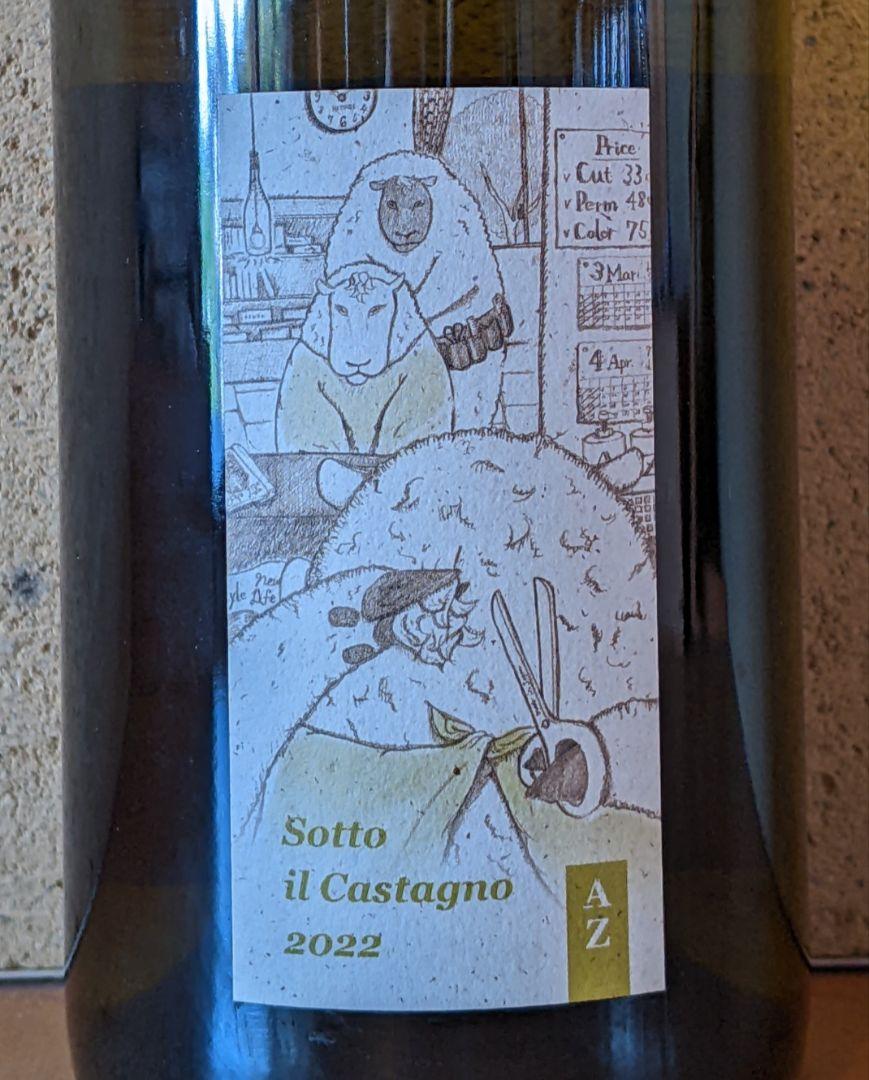 Price
Cut 33
Perm 48
Color 75
3 Mar
4 Apr.
Sotto
il Castagno
2022
A
Z